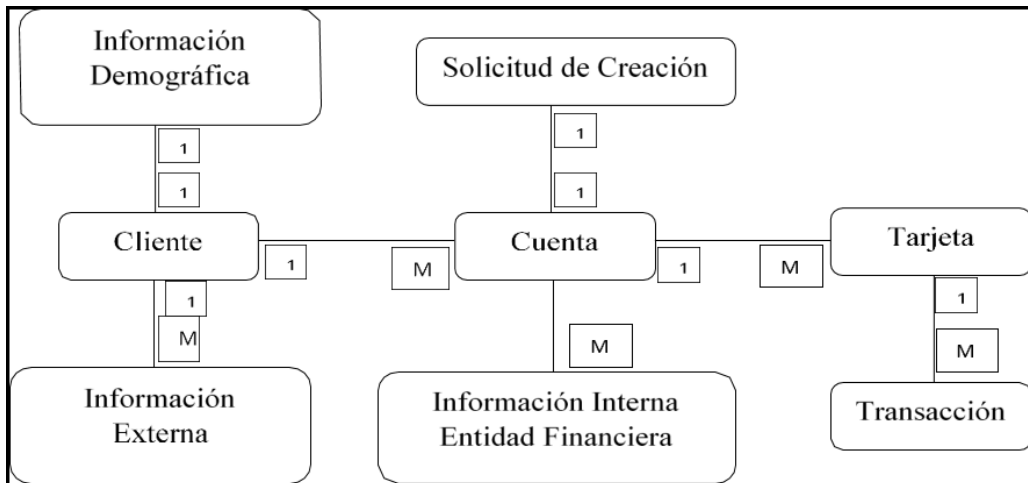 Información
Demográfica
Solicitud de Creación
1
1
1
1
Cliente
Cuenta
Tarjeta
1
M
1
M
1
1
M
M
M
Información
Externa
Información Interna
Entidad Financiera
Transacción